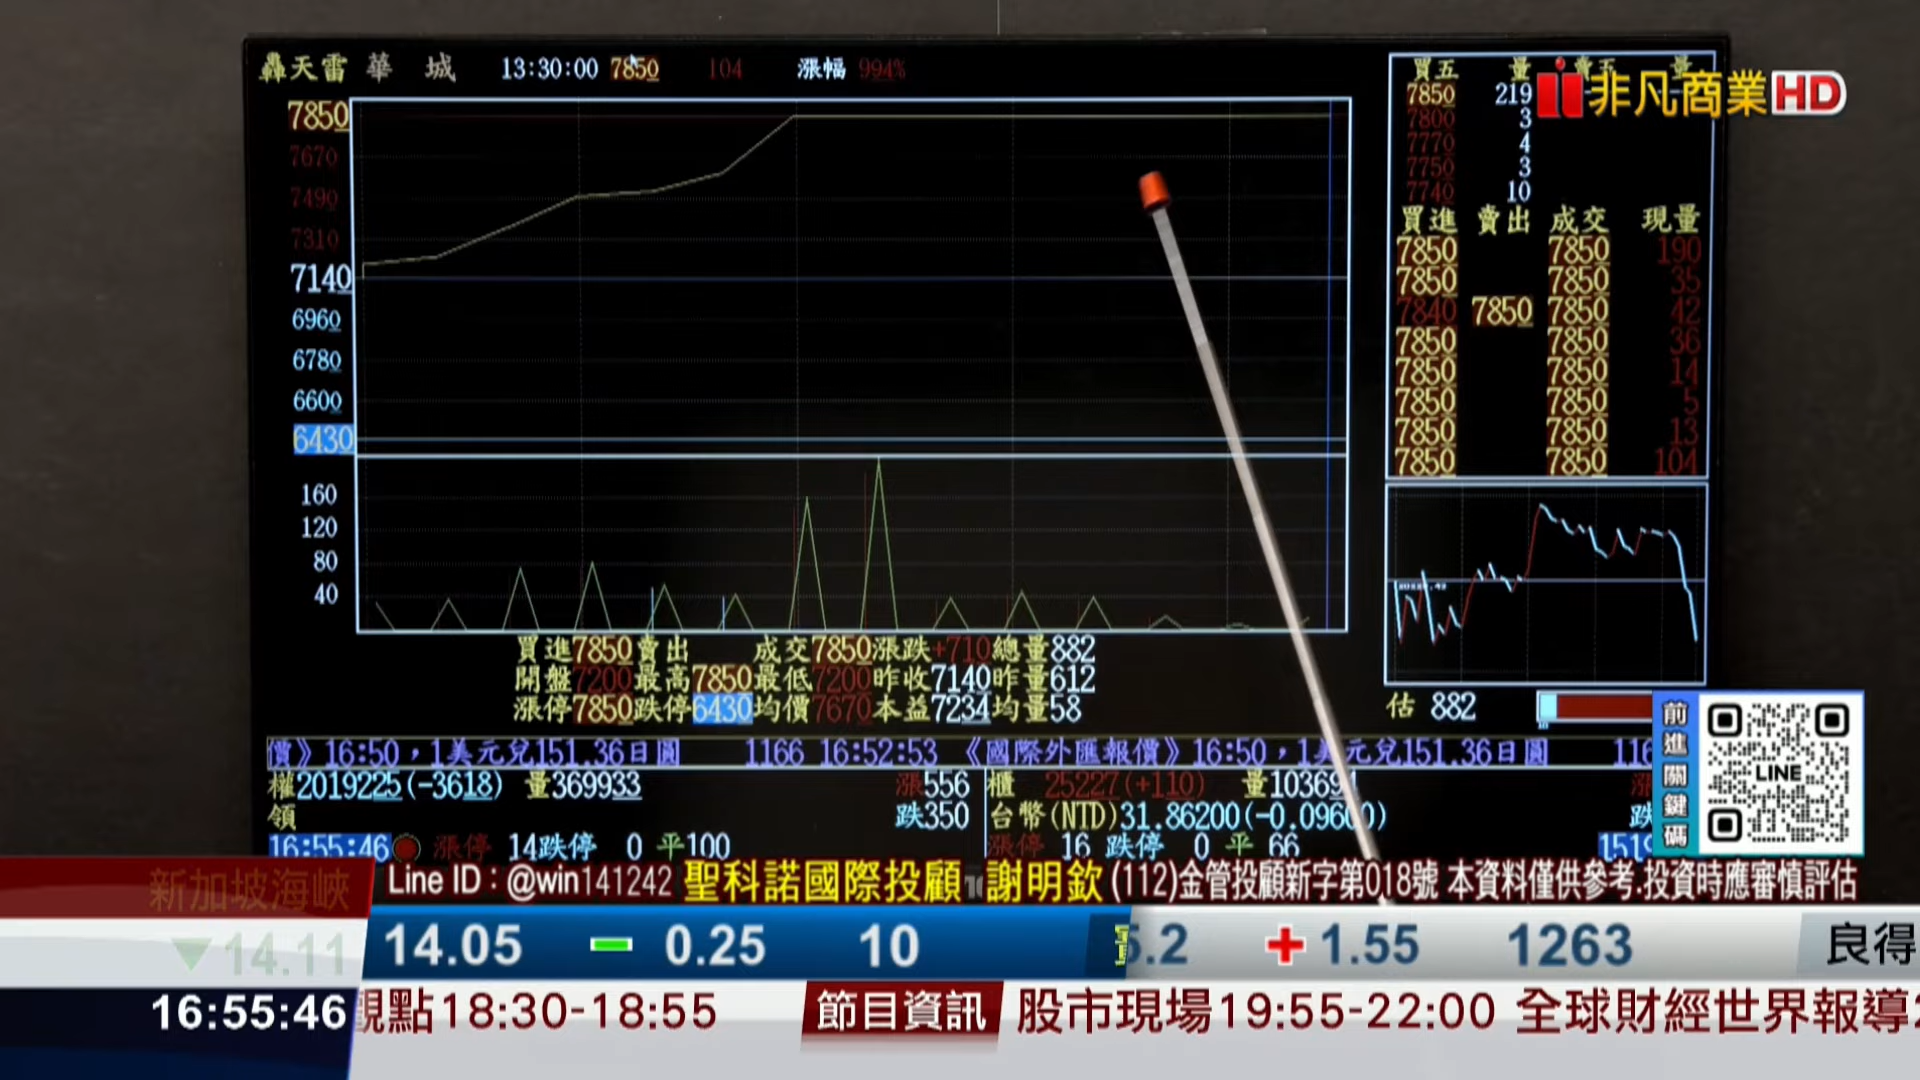 轟天雷 華 城 13:30:00 7850 104 漲幅 994%
非凡商業HD
7850
7670
7490
7310
7140
6960
6780
6600
6430
160
120
80
40
買五 量
7850 219
7800 3
7770 4
7750 3
7740 10
買進 賣出 成交 現量
7850 7850 190
7850 7850 35
7840 7850 7850 42
7850 7850 36
7850 7850 14
7850 7850 5
7850 7850 13
7850 7850 104
買進7850賣出 成交7850漲跌+710總量882
開盤7200最高7850最低7200昨收7140昨量612
漲停7850跌停6430均價7670本益7234均量58
估 882
前進關鍵碼
LINE
價》16:50，1美元兌151.36日圓 1166 16:52:53 《國際外匯報價》16:50，1美元兌151.36日圓 116
權2019225(-3618) 量369933 漲556 櫃 25227(+110) 量103691
領 跌350 台幣(NTD)31.86200(-0.09600) 跌
16:55:46 漲停 14跌停 0 平100 漲停 16 跌停 0 平 66 1519
新加坡海峽 Line ID：@win141242 聖科諾國際投顧 謝明欽 (112)金管投顧新字第018號 本資料僅供參考.投資時應審慎評估
▼14.11 14.05 － 0.25 10 5.2 + 1.55 1263 良得
16:55:46 觀點18:30-18:55 節目資訊 股市現場19:55-22:00 全球財經世界報導2